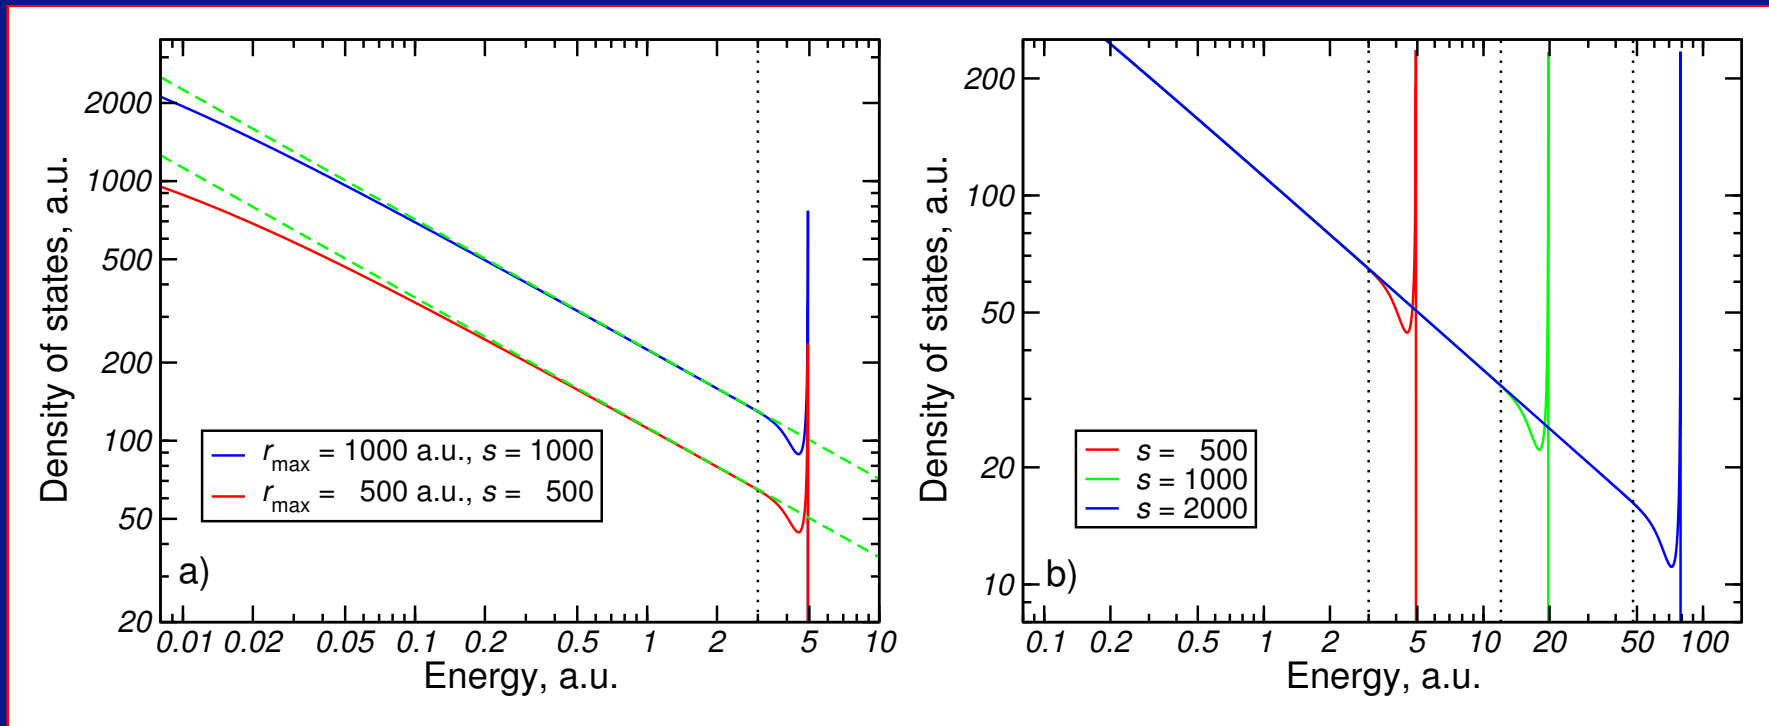 Density of states, a.u.
2000
1000
500
200
100
50
20
r_max = 1000 a.u., s = 1000
r_max = 500 a.u., s = 500
a)
0.01 0.02 0.05 0.1 0.2 0.5 1 2 5 10
Energy, a.u.
Density of states, a.u.
200
100
50
20
10
s = 500
s = 1000
s = 2000
b)
0.1 0.2 0.5 1 2 5 10 20 50 100
Energy, a.u.